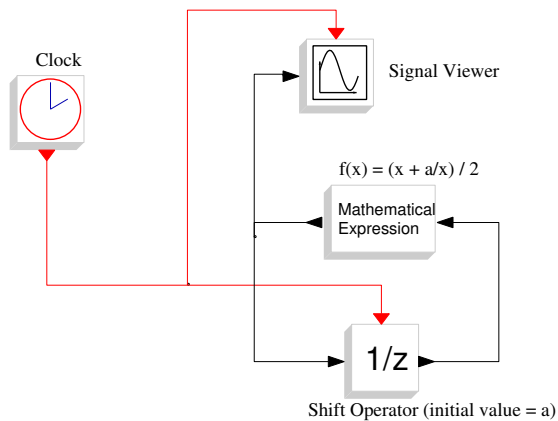 Clock
Signal Viewer
f(x) = (x + a/x) / 2
Mathematical
Expression
1/z
Shift Operator (initial value = a)